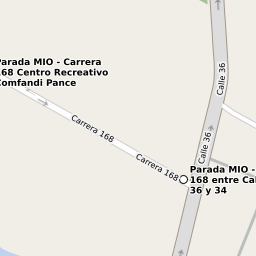 Parada MIO - Carrera
168 Centro Recreativo
Comfandi Pance
Calle 36
Carrera 168
Calle 36
Carrera 168
Parada MIO -
168 entre Cal
36 y 34